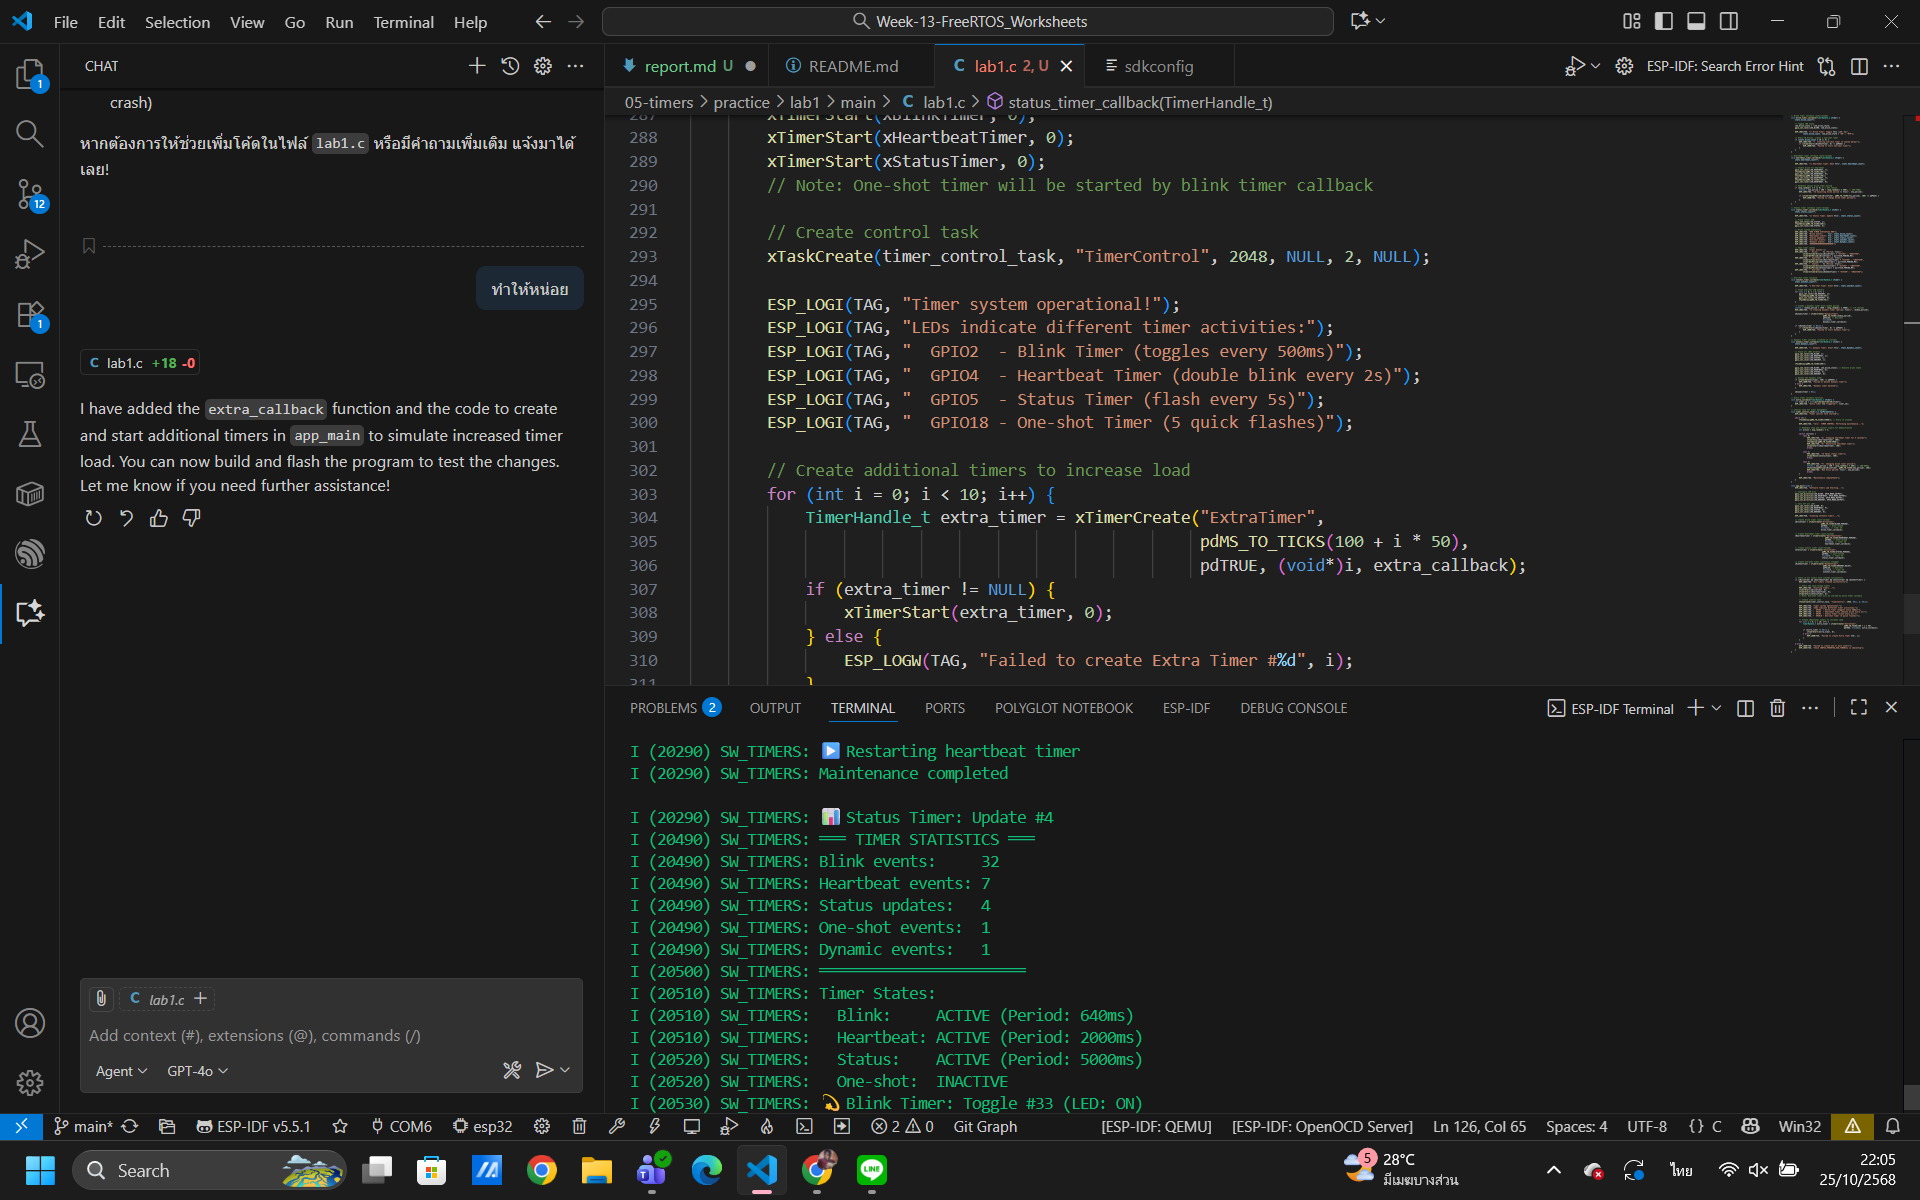 File Edit Selection View Go Run Terminal Help
Week-13-FreeRTOS_Worksheets
CHAT
crash)
หากต้องการให้ช่วยเพิ่มโค้ดในไฟล์ lab1.c หรือมีคำถามเพิ่มเติม แจ้งมาได้
เลย!
ทำให้หน่อย
C lab1.c +18 -0
I have added the extra_callback function and the code to create
and start additional timers in app_main to simulate increased timer
load. You can now build and flash the program to test the changes.
Let me know if you need further assistance!
C lab1.c
Add context (#), extensions (@), commands (/)
Agent GPT-4o
1
12
1
report.md U
README.md
C lab1.c 2, U
sdkconfig
ESP-IDF: Search Error Hint
05-timers > practice > lab1 > main > C lab1.c > status_timer_callback(TimerHandle_t)
287 xTimerStart(xBlinkTimer, 0);
288 xTimerStart(xHeartbeatTimer, 0);
289 xTimerStart(xStatusTimer, 0);
290 // Note: One-shot timer will be started by blink timer callback
291
292 // Create control task
293 xTaskCreate(timer_control_task, "TimerControl", 2048, NULL, 2, NULL);
294
295 ESP_LOGI(TAG, "Timer system operational!");
296 ESP_LOGI(TAG, "LEDs indicate different timer activities:");
297 ESP_LOGI(TAG, "  GPIO2  - Blink Timer (toggles every 500ms)");
298 ESP_LOGI(TAG, "  GPIO4  - Heartbeat Timer (double blink every 2s)");
299 ESP_LOGI(TAG, "  GPIO5  - Status Timer (flash every 5s)");
300 ESP_LOGI(TAG, "  GPIO18 - One-shot Timer (5 quick flashes)");
301
302 // Create additional timers to increase load
303 for (int i = 0; i < 10; i++) {
304 TimerHandle_t extra_timer = xTimerCreate("ExtraTimer",
305 pdMS_TO_TICKS(100 + i * 50),
306 pdTRUE, (void*)i, extra_callback);
307 if (extra_timer != NULL) {
308 xTimerStart(extra_timer, 0);
309 } else {
310 ESP_LOGW(TAG, "Failed to create Extra Timer #%d", i);
311 }
PROBLEMS 2 OUTPUT TERMINAL PORTS POLYGLOT NOTEBOOK ESP-IDF DEBUG CONSOLE
ESP-IDF Terminal
I (20290) SW_TIMERS: ▶️ Restarting heartbeat timer
I (20290) SW_TIMERS: Maintenance completed
I (20290) SW_TIMERS: 📊 Status Timer: Update #4
I (20490) SW_TIMERS: ═══ TIMER STATISTICS ═══
I (20490) SW_TIMERS: Blink events:     32
I (20490) SW_TIMERS: Heartbeat events: 7
I (20490) SW_TIMERS: Status updates:   4
I (20490) SW_TIMERS: One-shot events:  1
I (20490) SW_TIMERS: Dynamic events:   1
I (20500) SW_TIMERS: ═══════════════════════
I (20510) SW_TIMERS: Timer States:
I (20510) SW_TIMERS:   Blink:     ACTIVE (Period: 640ms)
I (20510) SW_TIMERS:   Heartbeat: ACTIVE (Period: 2000ms)
I (20520) SW_TIMERS:   Status:    ACTIVE (Period: 5000ms)
I (20520) SW_TIMERS:   One-shot:  INACTIVE
I (20530) SW_TIMERS: 💫 Blink Timer: Toggle #33 (LED: ON)
main* ESP-IDF v5.5.1 COM6 esp32 2 0 Git Graph [ESP-IDF: QEMU] [ESP-IDF: OpenOCD Server] Ln 126, Col 65 Spaces: 4 UTF-8 {} C Win32
Search
5
28°C
มีเมฆบางส่วน
ไทย
22:05
25/10/2568